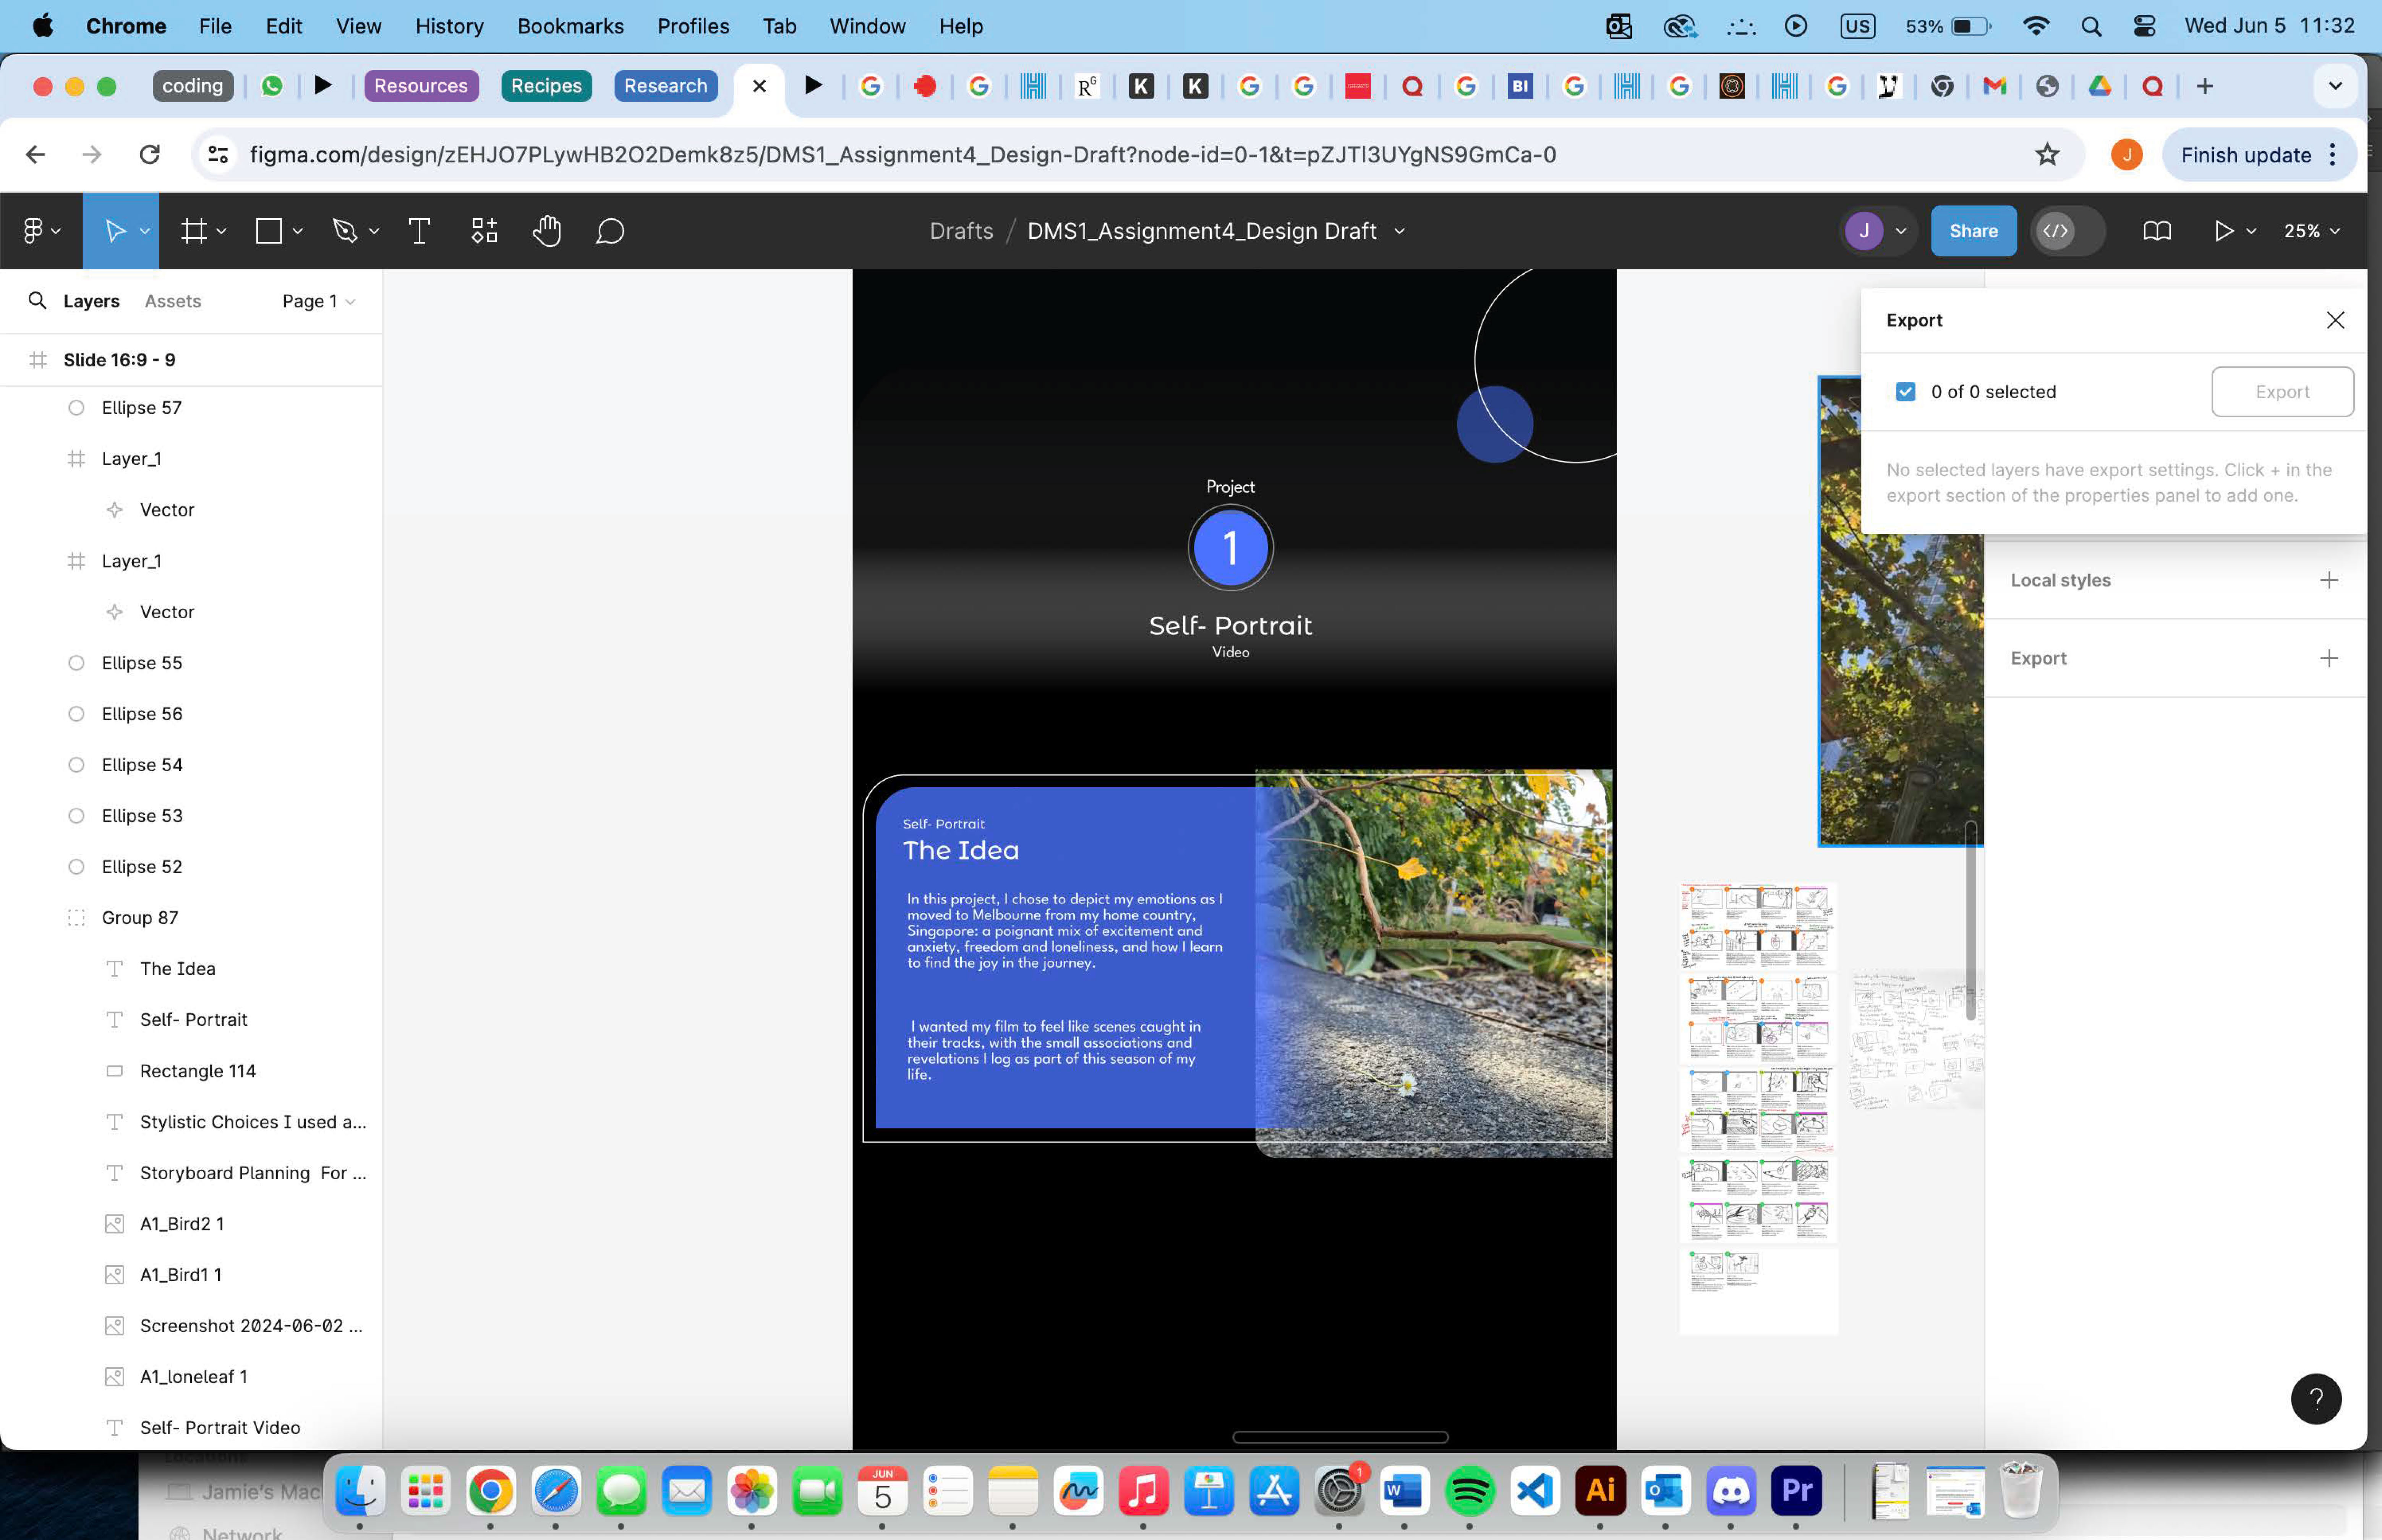 Chrome File Edit View History Bookmarks Profiles Tab Window Help US 53% Wed Jun 5 11:32
coding Resources Recipes Research
figma.com/design/zEHJO7PLywHB2O2Demk8z5/DMS1_Assignment4_Design-Draft?node-id=0-1&t=pZJTl3UYgNS9GmCa-0 J Finish update
Drafts / DMS1_Assignment4_Design Draft J Share 25%
Layers Assets Page 1
Slide 16:9 - 9
Ellipse 57
Layer_1
Vector
Layer_1
Vector
Ellipse 55
Ellipse 56
Ellipse 54
Ellipse 53
Ellipse 52
Group 87
The Idea
Self- Portrait
Rectangle 114
Stylistic Choices I used a...
Storyboard Planning For ...
A1_Bird2 1
A1_Bird1 1
Screenshot 2024-06-02 ...
A1_loneleaf 1
Self- Portrait Video
Project
1
Self- Portrait
Video
Self- Portrait
The Idea
In this project, I chose to depict my emotions as I
moved to Melbourne from my home country,
Singapore: a poignant mix of excitement and
anxiety, freedom and loneliness, and how I learn
to find the joy in the journey.
I wanted my film to feel like scenes caught in
their tracks, with the small associations and
revelations I log as part of this season of my
life.
Export
0 of 0 selected Export
No selected layers have export settings. Click + in the
export section of the properties panel to add one.
Local styles
Export
?
Jamie's Mac
Network
JUN
5
1
W
Ai
Pr